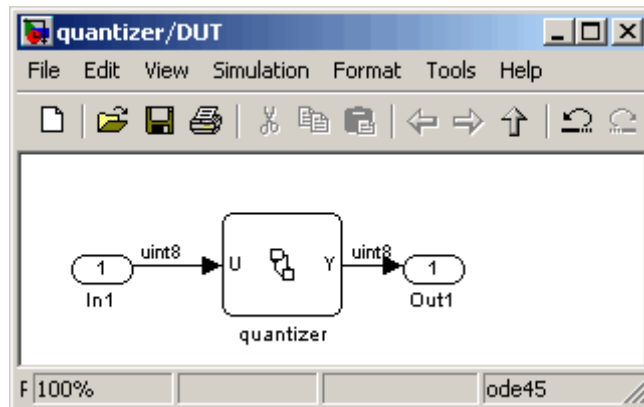 quantizer/DUT
File Edit View Simulation Format Tools Help
uint8 uint8
1 U Y 1
In1 Out1
quantizer
F 100% ode45